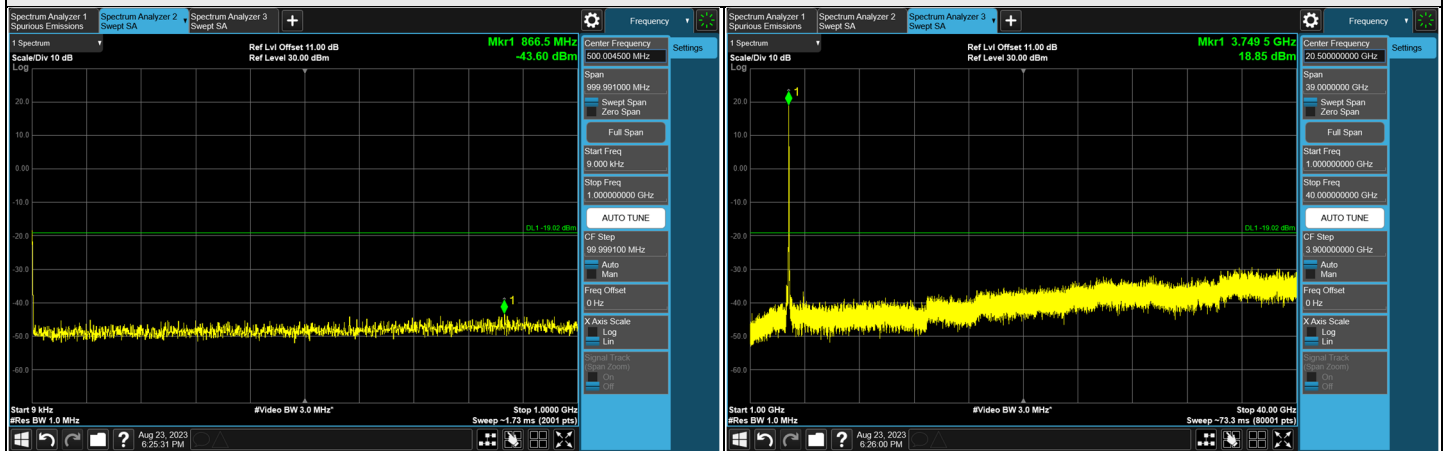 Spectrum Analyzer 1
Spurious Emissions
Spectrum Analyzer 2
Swept SA
Spectrum Analyzer 3
Swept SA
Frequency
1 Spectrum
Scale/Div 10 dB
Log
Ref Lvl Offset 11.00 dB
Ref Level 30.00 dBm
Mkr1 866.5 MHz
-43.60 dBm
20.0
10.0
0.00
-10.0
-20.0
-30.0
-40.0
-50.0
-60.0
DL1 -19.02 dBm
1
Start 9 kHz
#Res BW 1.0 MHz
#Video BW 3.0 MHz*
Stop 1.0000 GHz
Sweep ~1.73 ms (2001 pts)
Center Frequency
500.004500 MHz
Settings
Span
999.991000 MHz
Swept Span
Zero Span
Full Span
Start Freq
9.000 kHz
Stop Freq
1.000000000 GHz
AUTO TUNE
CF Step
99.999100 MHz
Auto
Man
Freq Offset
0 Hz
X Axis Scale
Log
Lin
Signal Track
(Span Zoom)
On
Off
?
Aug 23, 2023
6:25:31 PM
Spectrum Analyzer 1
Spurious Emissions
Spectrum Analyzer 2
Swept SA
Spectrum Analyzer 3
Swept SA
Frequency
1 Spectrum
Scale/Div 10 dB
Log
Ref Lvl Offset 11.00 dB
Ref Level 30.00 dBm
Mkr1 3.749 5 GHz
18.85 dBm
20.0
10.0
0.00
-10.0
-20.0
-30.0
-40.0
-50.0
-60.0
DL1 -19.02 dBm
1
Start 1.00 GHz
#Res BW 1.0 MHz
#Video BW 3.0 MHz*
Stop 40.00 GHz
Sweep ~73.3 ms (80001 pts)
Center Frequency
20.500000000 GHz
Settings
Span
39.0000000 GHz
Swept Span
Zero Span
Full Span
Start Freq
1.000000000 GHz
Stop Freq
40.000000000 GHz
AUTO TUNE
CF Step
3.900000000 GHz
Auto
Man
Freq Offset
0 Hz
X Axis Scale
Log
Lin
Signal Track
(Span Zoom)
On
Off
?
Aug 23, 2023
6:26:00 PM